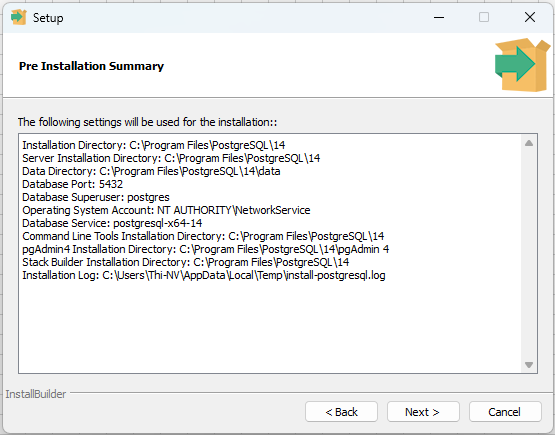 Setup
Pre Installation Summary
The following settings will be used for the installation::
Installation Directory: C:\Program Files\PostgreSQL\14
Server Installation Directory: C:\Program Files\PostgreSQL\14
Data Directory: C:\Program Files\PostgreSQL\14\data
Database Port: 5432
Database Superuser: postgres
Operating System Account: NT AUTHORITY\NetworkService
Database Service: postgresql-x64-14
Command Line Tools Installation Directory: C:\Program Files\PostgreSQL\14
pgAdmin4 Installation Directory: C:\Program Files\PostgreSQL\14\pgAdmin 4
Stack Builder Installation Directory: C:\Program Files\PostgreSQL\14
Installation Log: C:\Users\Thi-NV\AppData\Local\Temp\install-postgresql.log
InstallBuilder
< Back
Next >
Cancel